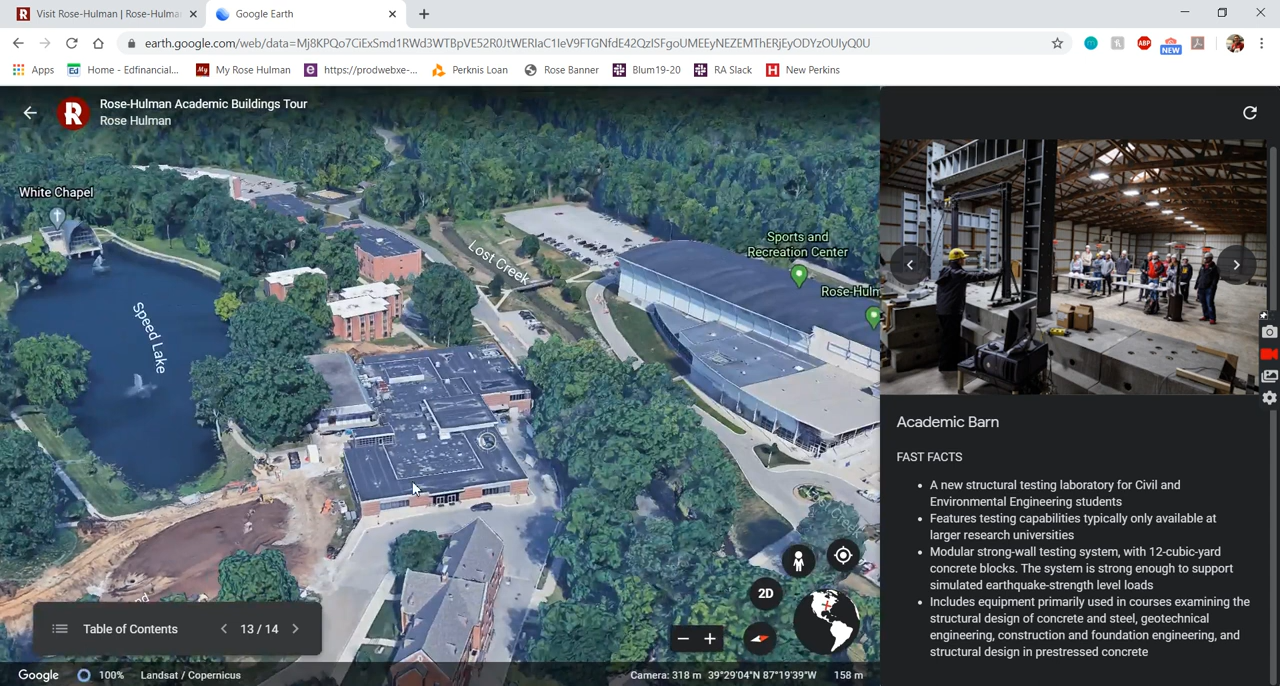 Visit Rose-Hulman | Rose-Hulma
Google Earth
earth.google.com/web/data=Mj8KPQo7CiExSmd1RWd3WTBpVE52R0JtWERIaC1IeV9FTGNfdE42QzISFgoUMEEyNEZEMThERjEyODYzOUIyQ0U
ABP
NEW
Apps
Home - Edfinancial...
My Rose Hulman
https://prodwebxe-...
Perknis Loan
Rose Banner
Blum19-20
RA Slack
New Perkins
R
Rose-Hulman Academic Buildings Tour
Rose Hulman
White Chapel
Speed Lake
Lost Creek
Sports and
Recreation Center
Rose-Hulm
Academic Barn
FAST FACTS
A new structural testing laboratory for Civil and
Environmental Engineering students
Features testing capabilities typically only available at
larger research universities
Modular strong-wall testing system, with 12-cubic-yard
concrete blocks. The system is strong enough to support
simulated earthquake-strength level loads
Includes equipment primarily used in courses examining the
structural design of concrete and steel, geotechnical
engineering, construction and foundation engineering, and
structural design in prestressed concrete
2D
Table of Contents
13 / 14
Google
100%
Landsat / Copernicus
Camera: 318 m 39°29'04"N 87°19'39"W
158 m